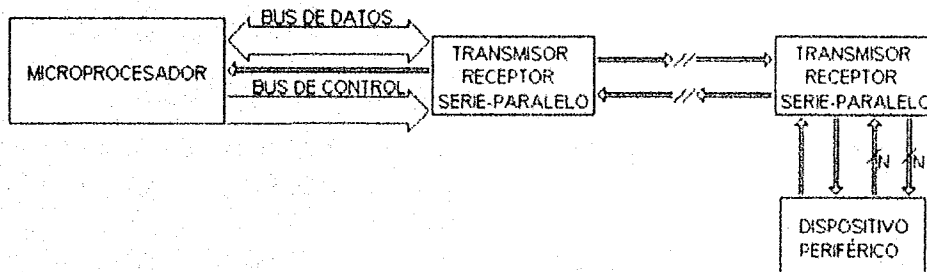 BUS DE DATOS
MICROPROCESADOR
BUS DE CONTROL
TRANSMISOR
RECEPTOR
SERIE-PARALELO
//
//
TRANSMISOR
RECEPTOR
SERIE-PARALELO
N
N
DISPOSITIVO
PERIFÉRICO